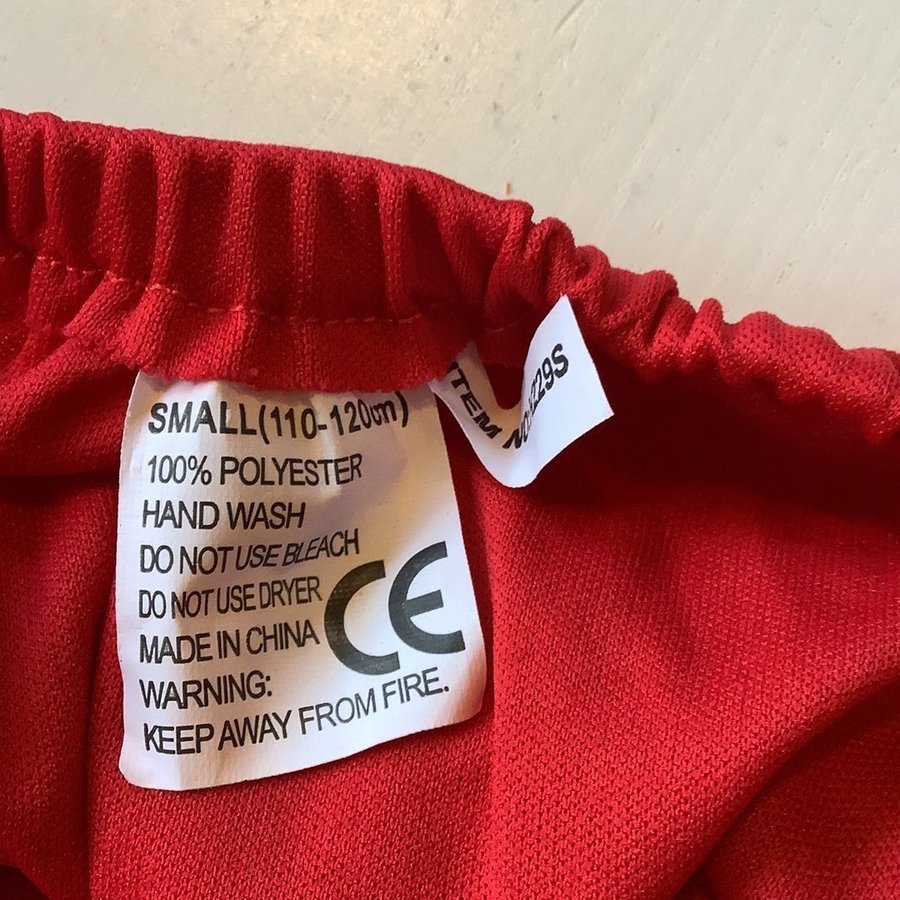 SMALL(110-120cm)
100% POLYESTER
HAND WASH
DO NOT USE BLEACH
DO NOT USE DRYER
MADE IN CHINA
CE
WARNING:
KEEP AWAY FROM FIRE.
ITEM